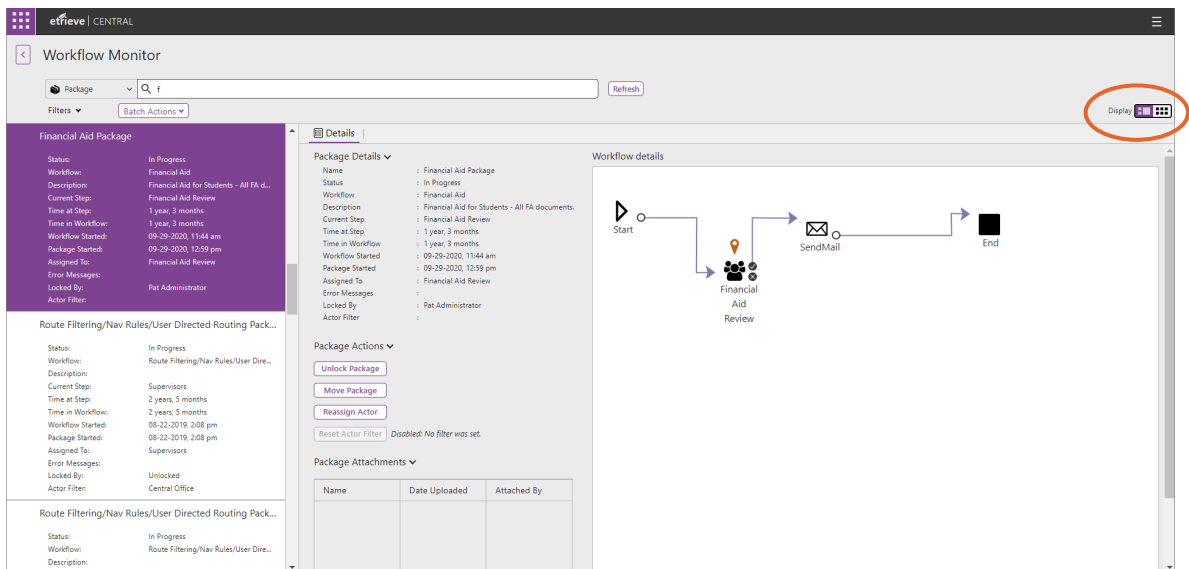 etrieve | CENTRAL
Workflow Monitor
Package
f
Refresh
Filters
Batch Actions
Display
Financial Aid Package
Status: In Progress
Workflow: Financial Aid
Description: Financial Aid for Students - All FA d...
Current Step: Financial Aid Review
Time at Step: 1 year, 3 months
Time in Workflow: 1 year, 3 months
Workflow Started: 09-29-2020, 11:44 am
Package Started: 09-29-2020, 12:59 pm
Assigned To: Financial Aid Review
Error Messages:
Locked By: Pat Administrator
Actor Filter:
Route Filtering/Nav Rules/User Directed Routing Pack...
Status: In Progress
Workflow: Route Filtering/Nav Rules/User Dire...
Description:
Current Step: Supervisors
Time at Step: 2 years, 5 months
Time in Workflow: 2 years, 5 months
Workflow Started: 08-22-2019, 2:08 pm
Package Started: 08-22-2019, 2:08 pm
Assigned To: Supervisors
Error Messages:
Locked By: Unlocked
Actor Filter: Central Office
Route Filtering/Nav Rules/User Directed Routing Pack...
Status: In Progress
Workflow: Route Filtering/Nav Rules/User Dire...
Description:
Details
Package Details
Name : Financial Aid Package
Status : In Progress
Workflow : Financial Aid
Description : Financial Aid for Students - All FA documents.
Current Step : Financial Aid Review
Time at Step : 1 year, 3 months
Time in Workflow : 1 year, 3 months
Workflow Started : 09-29-2020, 11:44 am
Package Started : 09-29-2020, 12:59 pm
Assigned To : Financial Aid Review
Error Messages :
Locked By : Pat Administrator
Actor Filter :
Package Actions
Unlock Package
Move Package
Reassign Actor
Reset Actor Filter Disabled: No filter was set.
Package Attachments
Name Date Uploaded Attached By
Workflow details
Start
Financial
Aid
Review
SendMail
End